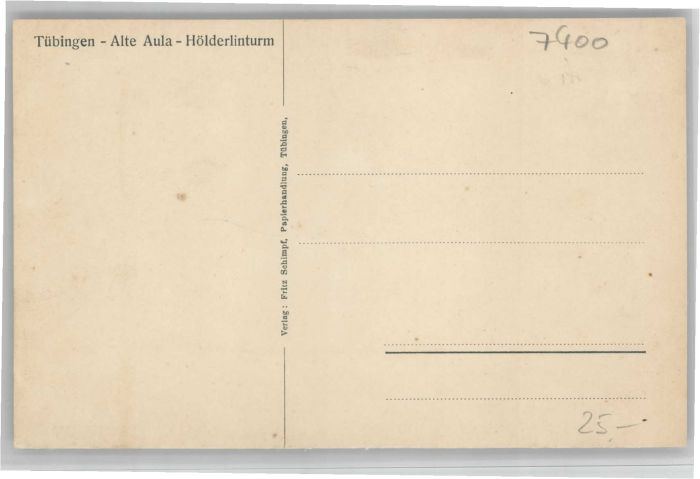 Tübingen - Alte Aula - Hölderlinturm
7400
Verlag: Fritz Schimpf, Papierhandlung, Tübingen.
25.-